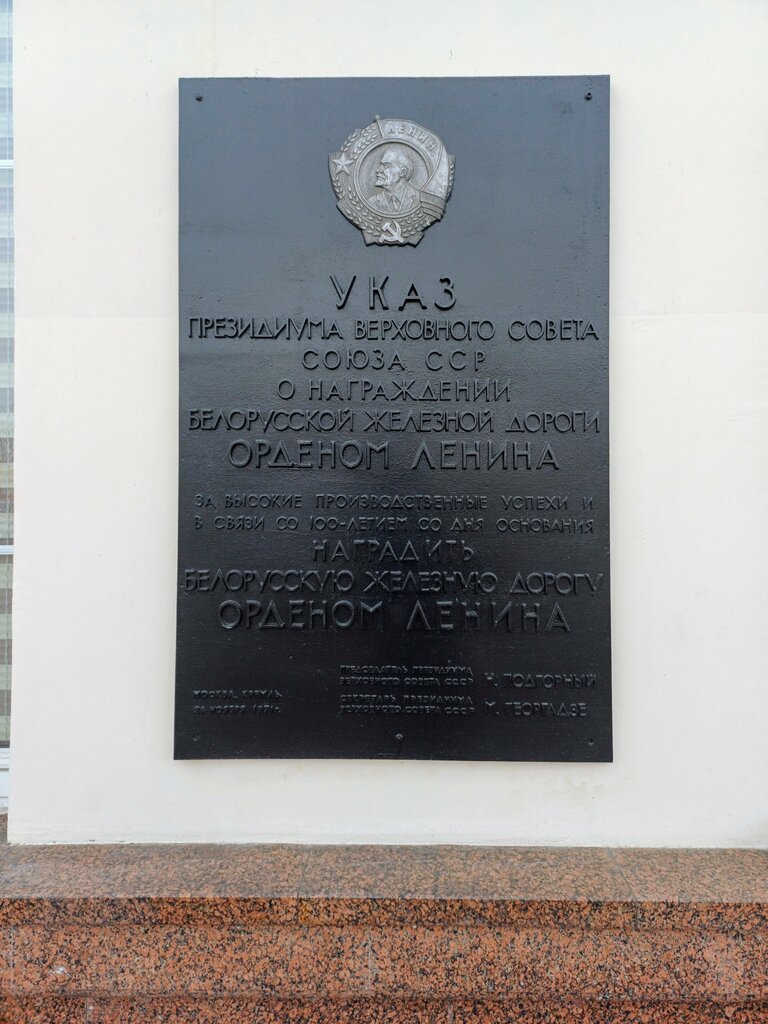 ЛЕНИН
УКАЗ
ПРЕЗИДИУМА ВЕРХОВНОГО СОВЕТА
СОЮЗА ССР
О НАГРАЖДЕНИИ
БЕЛОРУССКОЙ ЖЕЛЕЗНОЙ ДОРОГИ
ОРДЕНОМ ЛЕНИНА
ЗА ВЫСОКИЕ ПРОИЗВОДСТВЕННЫЕ УСПЕХИ И
В СВЯЗИ СО 100-ЛЕТИЕМ СО ДНЯ ОСНОВАНИЯ
НАГРАДИТЬ
БЕЛОРУССКУЮ ЖЕЛЕЗНУЮ ДОРОГУ
ОРДЕНОМ ЛЕНИНА
ПРЕДСЕДАТЕЛЬ ПРЕЗИДИУМА
ВЕРХОВНОГО СОВЕТА СССР Н. ПОДГОРНЫЙ
МОСКВА, КРЕМЛЬ СЕКРЕТАРЬ ПРЕЗИДИУМА
НОЯБРЯ 1971г. ВЕРХОВНОГО СОВЕТА СССР М. ГЕОРГАДЗЕ